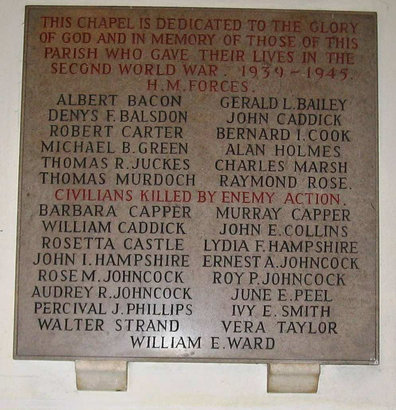 THIS CHAPEL IS DEDICATED TO THE GLORY
OF GOD AND IN MEMORY OF THOSE OF THIS
PARISH WHO GAVE THEIR LIVES IN THE
SECOND WORLD WAR. 1939-1945.
H.M. FORCES.
ALBERT BACON GERALD L. BAILEY
DENYS F. BALSDON JOHN CADDICK
ROBERT CARTER BERNARD I. COOK
MICHAEL B. GREEN ALAN HOLMES
THOMAS R. JUCKES CHARLES MARSH
THOMAS MURDOCH RAYMOND ROSE.
CIVILIANS KILLED BY ENEMY ACTION.
BARBARA CAPPER MURRAY CAPPER
WILLIAM CADDICK JOHN E. COLLINS
ROSETTA CASTLE LYDIA F. HAMPSHIRE
JOHN I. HAMPSHIRE ERNEST A. JOHNCOCK
ROSE M. JOHNCOCK ROY P. JOHNCOCK
AUDREY R. JOHNCOCK JUNE E. PEEL
PERCIVAL J. PHILLIPS IVY E. SMITH
WALTER STRAND VERA TAYLOR
WILLIAM E. WARD